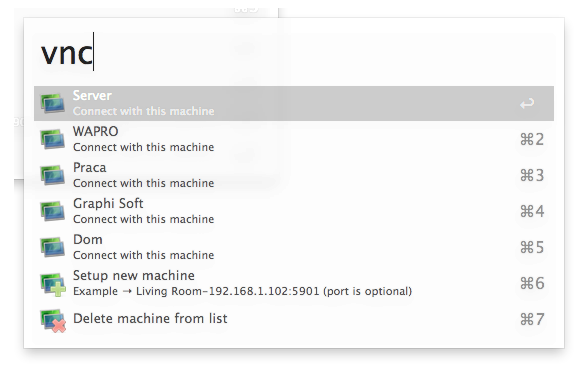 vnc
Server
Connect with this machine
WAPRO
Connect with this machine
⌘2
Praca
Connect with this machine
⌘3
Graphi Soft
Connect with this machine
⌘4
Dom
Connect with this machine
⌘5
Setup new machine
Example → Living Room-192.168.1.102:5901 (port is optional)
⌘6
Delete machine from list
⌘7